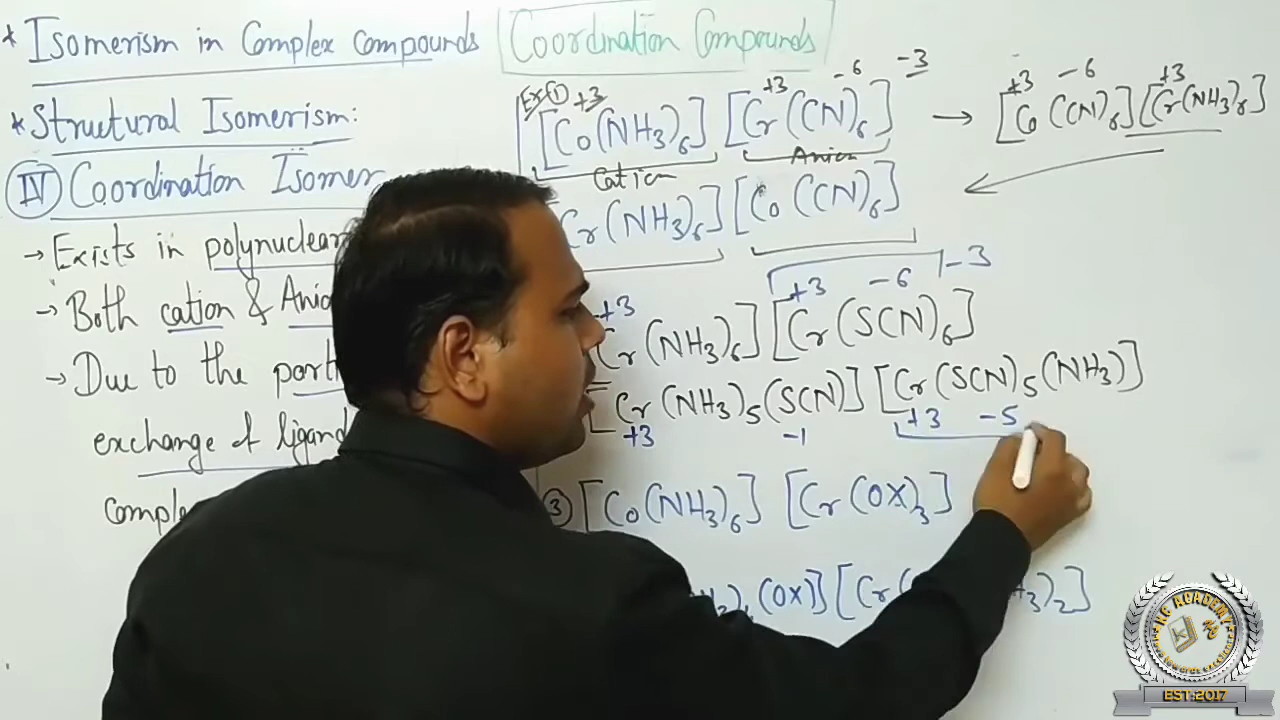 * Isomerism in Complex Compounds Coordination Compounds
* Structural Isomerism:
IV Coordination Isomer
→ Exists in polynuclear
→ Both cation & Anio
→ Due to the
exchange of ligand
comple
Ex ① +3 +3 -6 -3 +3 -6 +3
[Co(NH3)6] [Cr(CN)6] → [Co(CN)6][Cr(NH3)6]
Cation Anion
Cr(NH3)6] [Co(CN)6]
+3 +3 -6 -3
Cr(NH3)6] [Cr(SCN)6]
[Cr(NH3)5(SCN)] [Cr(SCN)5(NH3)]
+3 -1 +3 -5
③ [Co(NH3)6] [Cr(OX)3]
(OX)] [Cr( )2]
KC ACADEMY
EST:2017